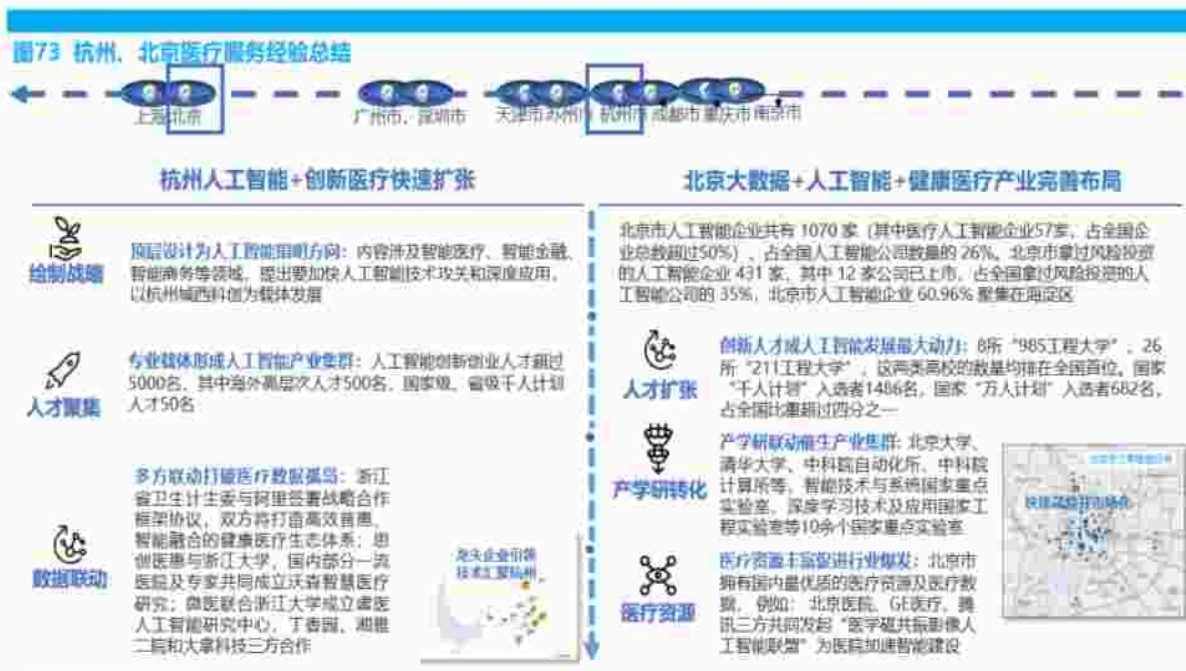 图73 杭州、北京医疗服务经验总结
上海 北京
广州市、深圳市
天津市 苏州市 杭州市 成都市 重庆市 南京市
杭州人工智能+创新医疗快速扩张
绘制战略
顶层设计为人工智能指明方向：内容涉及智能医疗、智能金融、
智能商务等领域，提出要加快人工智能技术攻关和深度应用，
以杭州城西科创为载体发展
人才聚集
专业载体形成人工智能产业集群：人工智能创新创业人才超过
5000名，其中海外高层次人才500名，国家级、省级千人计划
人才50名
数据联动
多方联动打破医疗数据孤岛：浙江
省卫生计生委与阿里签署战略合作
框架协议，双方将打造高效普惠、
智能融合的健康医疗生态体系；思
创医惠与浙江大学，国内部分一流
医院及专家共同成立沃森智慧医疗
研究；微医联合浙江大学成立睿医
人工智能研究中心，丁香园、湘雅
二院和大拿科技三方合作
龙头企业引领
技术汇聚杭州
北京大数据+人工智能+健康医疗产业完善布局
北京市人工智能企业共有 1070 家（其中医疗人工智能企业57家，占全国企
业总数超过50%），占全国人工智能公司数量的 26%。北京市拿过风险投资
的人工智能企业 431 家，其中 12 家公司已上市，占全国拿过风险投资的人
工智能公司的 35%，北京市人工智能企业 60.96% 聚集在海淀区
人才扩张
创新人才成人工智能发展最大动力：8所“985工程大学”，26
所“211工程大学”，这两类高校的数量均排在全国首位。国家
“千人计划”入选者1486名，国家“万人计划”入选者682名，
占全国比重超过四分之一
产学研转化
产学研联动催生产业集群：北京大学、
清华大学、中科院自动化所、中科院
计算所等，智能技术与系统国家重点
实验室、深度学习技术及应用国家工
程实验室等10余个国家重点实验室
医疗资源
医疗资源丰富促进行业爆发：北京市
拥有国内最优质的医疗资源及医疗数
据，例如：北京医院、GE医疗、腾
讯三方共同发起“医学磁共振影像人
工智能联盟”为医院加速智能建设